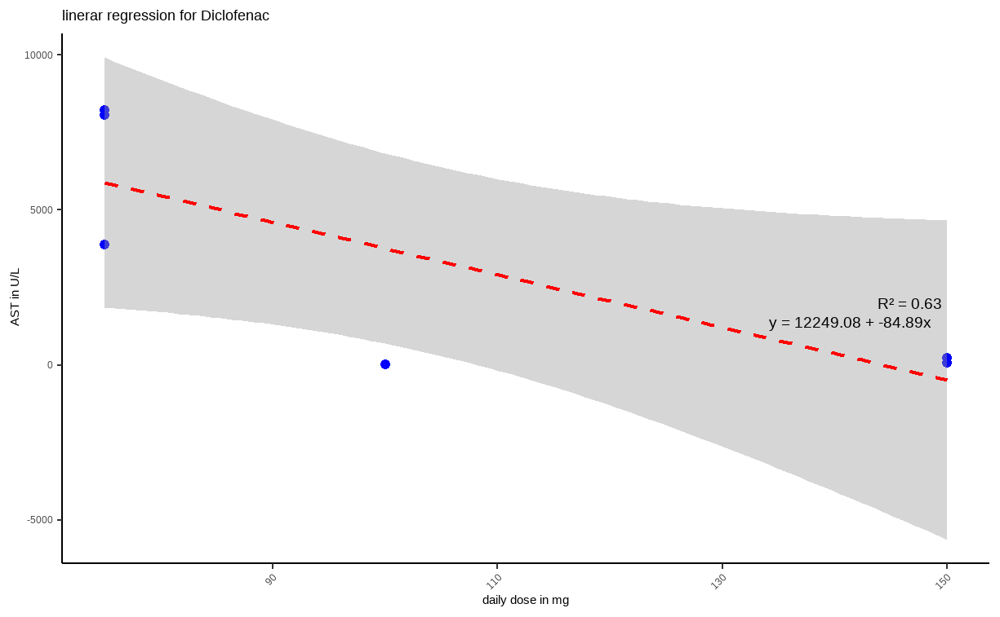 linerar regression for Diclofenac
10000
5000
0
-5000
AST in U/L
R² = 0.63
y = 12249.08 + -84.89x
90
110
130
150
daily dose in mg